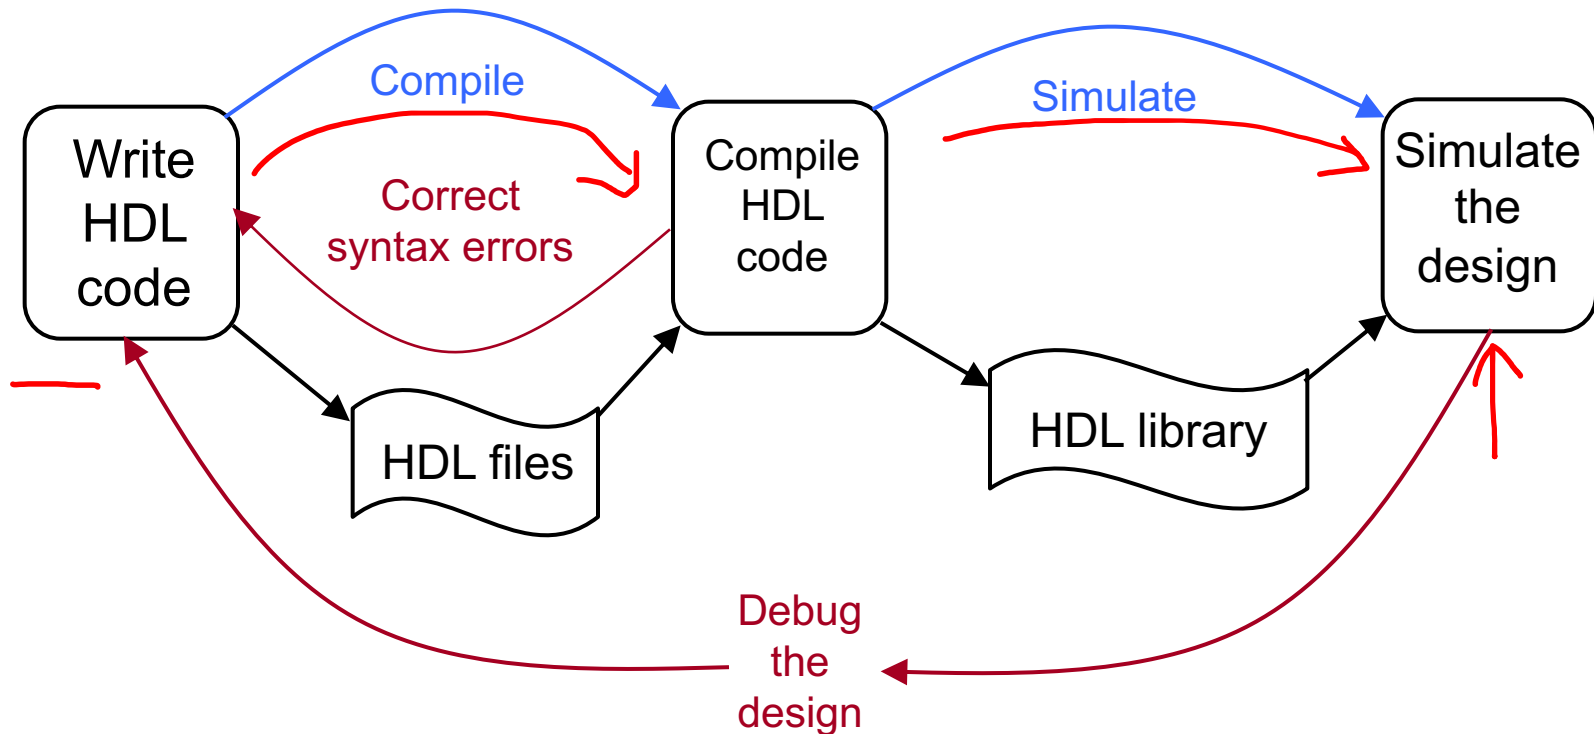 Compile
Simulate
Write
HDL
code
Correct
syntax errors
Compile
HDL
code
Simulate
the
design
HDL files
HDL library
Debug
the
design